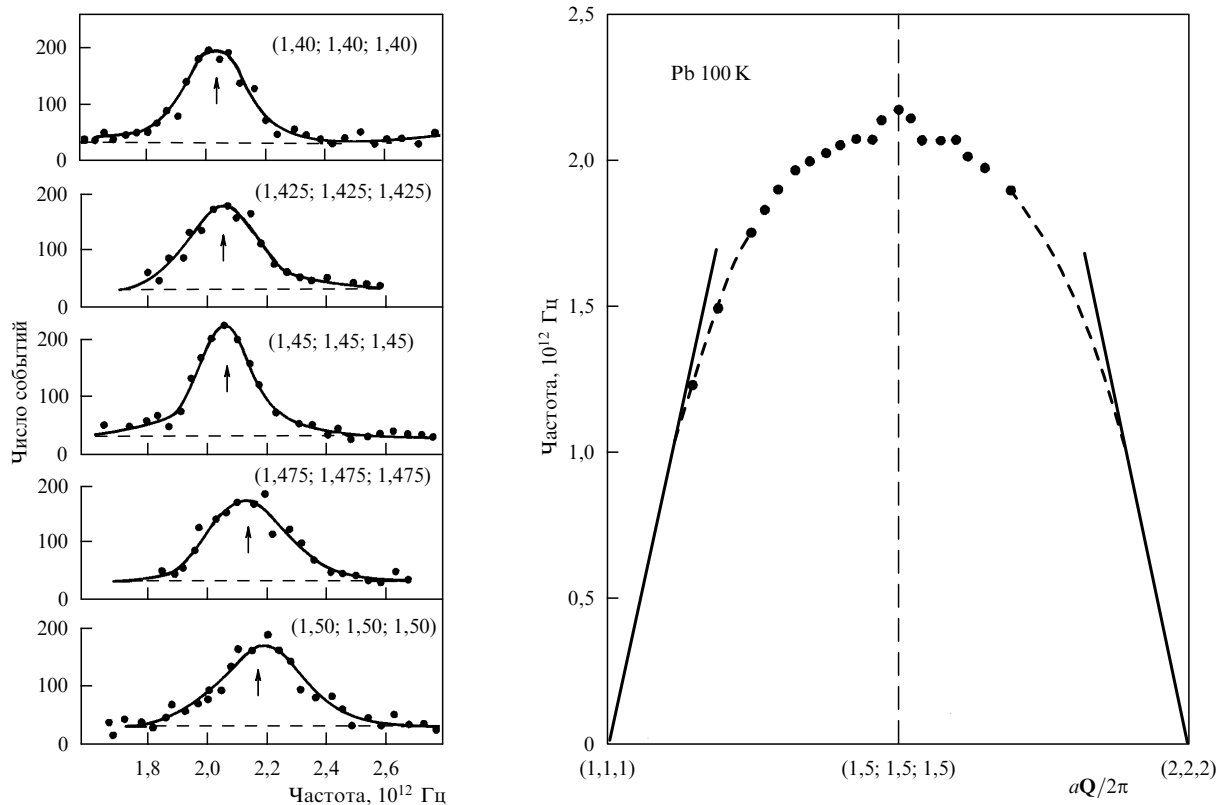 200
100
0
(1,40; 1,40; 1,40)
200
100
0
(1,425; 1,425; 1,425)
200
100
0
(1,45; 1,45; 1,45)
200
100
0
(1,475; 1,475; 1,475)
200
100
0
(1,50; 1,50; 1,50)
Число событий
1,8 2,0 2,2 2,4 2,6
Частота, 10¹² Гц
2,5
2,0
1,5
1,0
0,5
0
Частота, 10¹² Гц
Pb 100 K
(1,1,1) (1,5; 1,5; 1,5) (2,2,2)
aQ/2π